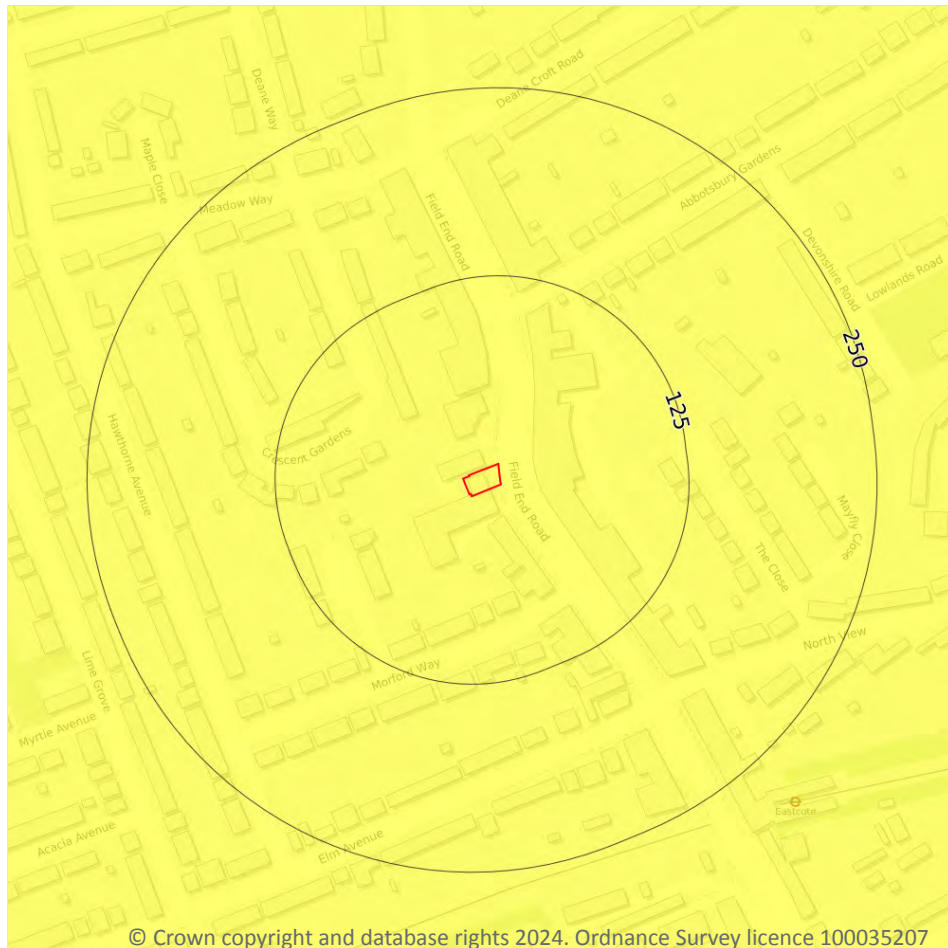 Deane Croft Road
Deane Way
Maple Close
Abbotsbury Gardens
Meadow Way
Field End Road
Devonshire Road
Lowlands Road
250
125
Hawthorne Avenue
Crescent Gardens
Field End Road
Mayfly Close
The Close
North View
Morford Way
Lime Grove
Myrtle Avenue
Eastcote
Acacia Avenue
Elm Avenue
© Crown copyright and database rights 2024. Ordnance Survey licence 100035207